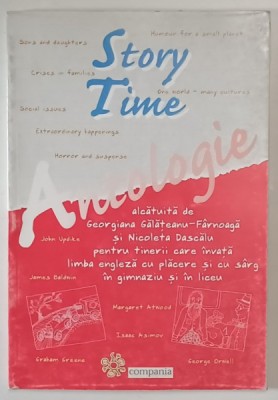 Sons and daughters
Humour for a small planet
Story
Crises in families
Time
One world - many cultures
Social issues
Extraordinary happenings
Horror and suspense
Antologie
alcătuită de
Georgiana Gălăteanu-Fârnoagă
și Nicoleta Dascălu
John Updike
pentru tinerii care învață
limba engleză cu plăcere și cu sârg
James Baldwin
în gimnaziu și în liceu
Margaret Atwood
Isaac Asimov
Graham Greene
compania
George Orwell